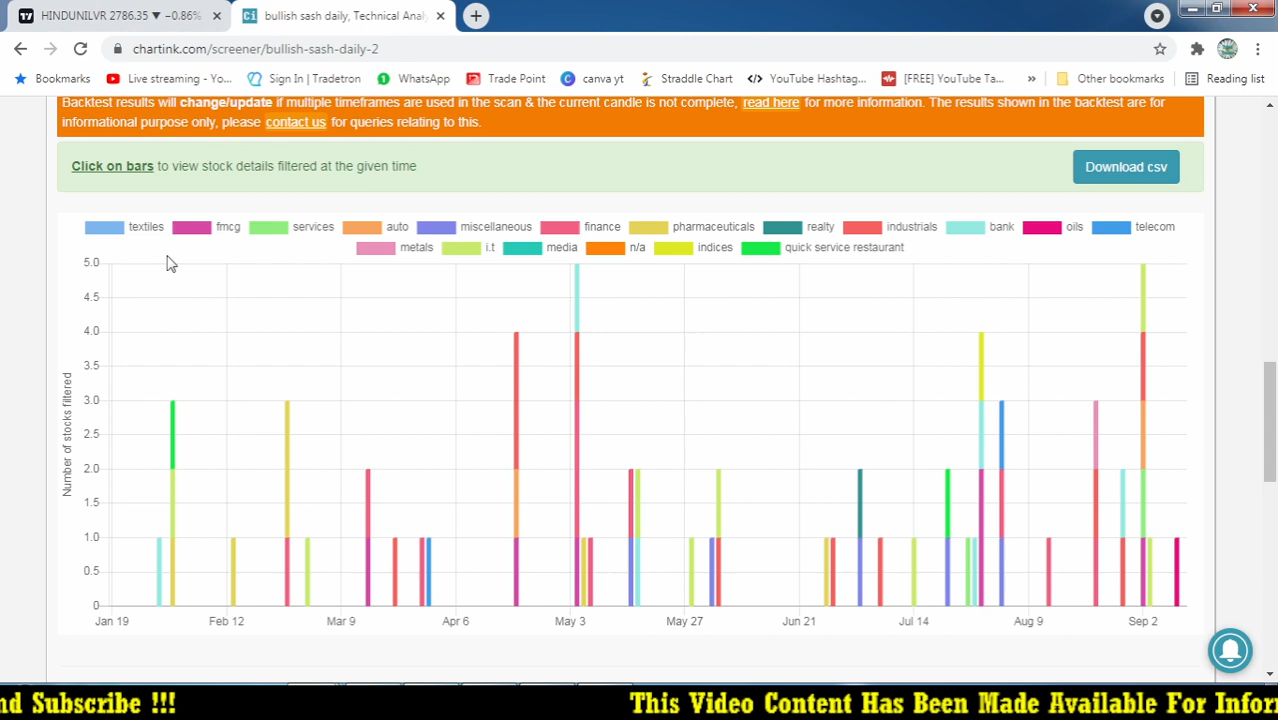 HINDUNILVR 2786.35 ▼ −0.86%
bullish sash daily, Technical Analy
chartink.com/screener/bullish-sash-daily-2
Bookmarks Live streaming - Yo... Sign In | Tradetron WhatsApp Trade Point canva yt Straddle Chart YouTube Hashtag... [FREE] YouTube Ta... » Other bookmarks Reading list
Backtest results will change/update if multiple timeframes are used in the scan & the current candle is not complete, read here for more information. The results shown in the backtest are for
informational purpose only, please contact us for queries relating to this.
Click on bars to view stock details filtered at the given time
Download csv
textiles fmcg services auto miscellaneous finance pharmaceuticals realty industrials bank oils telecom
metals i.t media n/a indices quick service restaurant
Number of stocks filtered
5.0
4.5
4.0
3.5
3.0
2.5
2.0
1.5
1.0
0.5
0
Jan 19 Feb 12 Mar 9 Apr 6 May 3 May 27 Jun 21 Jul 14 Aug 9 Sep 2
nd Subscribe !!! This Video Content Has Been Made Available For Infor